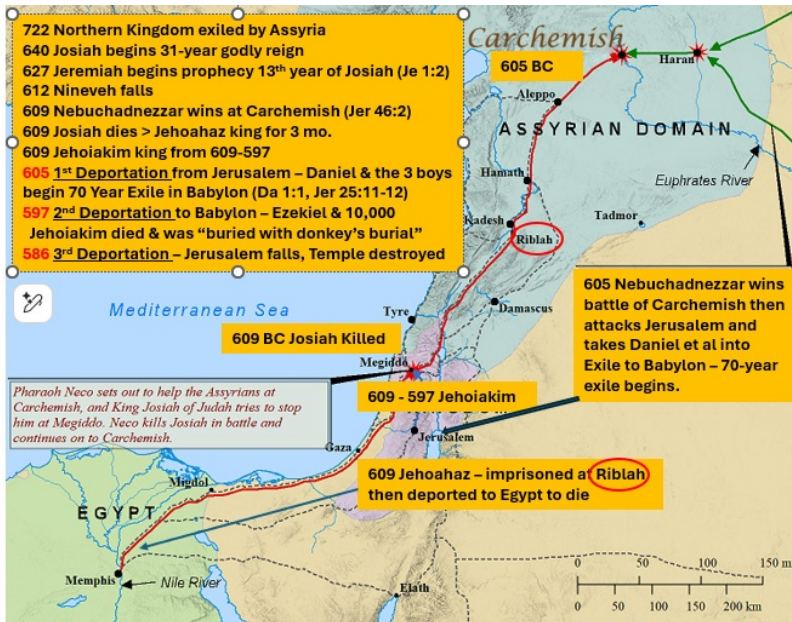 722 Northern Kingdom exiled by Assyria
640 Josiah begins 31-year godly reign
627 Jeremiah begins prophecy 13th year of Josiah (Je 1:2)
612 Nineveh falls
609 Nebuchadnezzar wins at Carchemish (Jer 46:2)
609 Josiah dies > Jehoahaz king for 3 mo.
609 Jehoiakim king from 609-597
605 1st Deportation from Jerusalem – Daniel & the 3 boys
begin 70 Year Exile in Babylon (Da 1:1, Jer 25:11-12)
597 2nd Deportation to Babylon – Ezekiel & 10,000
Jehoiakim died & was “buried with donkey’s burial”
586 3rd Deportation – Jerusalem falls, Temple destroyed
Carchemish
605 BC
Haran
Aleppo
ASSYRIAN DOMAIN
Euphrates River
Hamath
Kadesh
Tadmor
Riblah
Mediterranean Sea
Tyre
Damascus
605 Nebuchadnezzar wins
battle of Carchemish then
attacks Jerusalem and
takes Daniel et al into
Exile to Babylon – 70-year
exile begins.
609 BC Josiah Killed
Megiddo
Pharaoh Neco sets out to help the Assyrians at
Carchemish, and King Josiah of Judah tries to stop
him at Megiddo. Neco kills Josiah in battle and
continues on to Carchemish.
609 - 597 Jehoiakim
Jerusalem
Gaza
609 Jehoahaz – imprisoned at Riblah
then deported to Egypt to die
Migdol
EGYPT
Memphis
Nile River
Elath
0 50 100 150 m
0 50 100 150 200 km